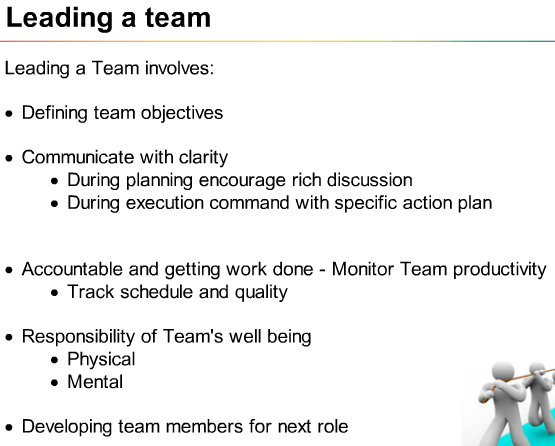 Leading a team
Leading a Team involves:
• Defining team objectives
• Communicate with clarity
• During planning encourage rich discussion
• During execution command with specific action plan
• Accountable and getting work done - Monitor Team productivity
• Track schedule and quality
• Responsibility of Team's well being
• Physical
• Mental
• Developing team members for next role